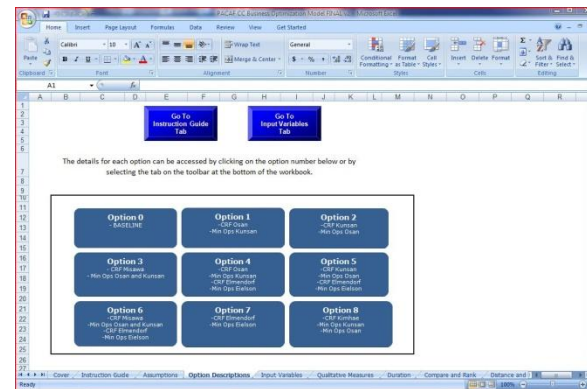 PACAF CC Business Optimization Model FINAL v1 - Microsoft Excel
Home Insert Page Layout Formulas Data Review View Get Started
Calibri 10
Wrap Text
General
Paste
Merge & Center
Conditional Formatting
Format as Table
Cell Styles
Insert
Delete
Format
Sort & Filter
Find & Select
Clipboard Font Alignment Number Styles Cells Editing
A1
A B C D E F G H I J K L M N O P Q R
Go To
Instruction Guide
Tab
Go To
Input Variables
Tab
The details for each option can be accessed by clicking on the option number below or by
selecting the tab on the toolbar at the bottom of the workbook.
Option 0
- BASELINE
Option 1
-CRF Osan
-Min Ops Kunsan
Option 2
-CRF Kunsan
-Min Ops Osan
Option 3
-CRF Misawa
- Min Ops Osan and Kunsan
Option 4
-CRF Osan
-Min Ops Kunsan
-CRF Elmendorf
-Min Ops Eielson
Option 5
-CRF Kunsan
-Min Ops Osan
-CRF Elmendorf
-Min Ops Eielson
Option 6
-CRF Misawa
-Min Ops Osan and Kunsan
-CRF Elmendorf
-Min Ops Eielson
Option 7
-CRF Elmendorf
-Min Ops Eielson
Option 8
-CRF Kimhae
-Min Ops Kunsan
-Min Ops Osan
Cover Instruction Guide Assumptions Option Descriptions Input Variables Qualitative Measures Duration Compare and Rank Distance and
Ready
100%